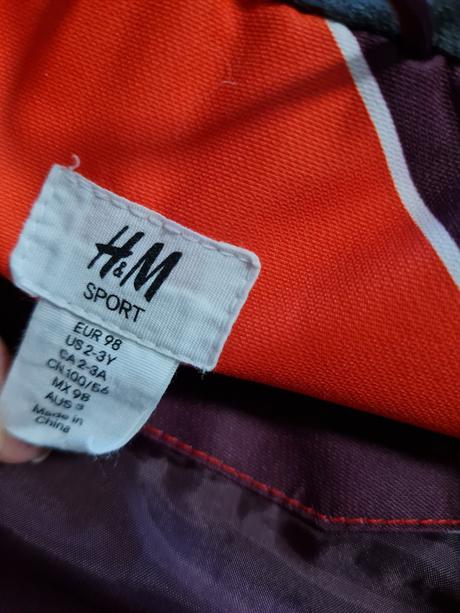 H&M
SPORT
EUR 98
US 2-3Y
CA 2-3A
CN 100/56
MX 98
AUS 3
Made in
China